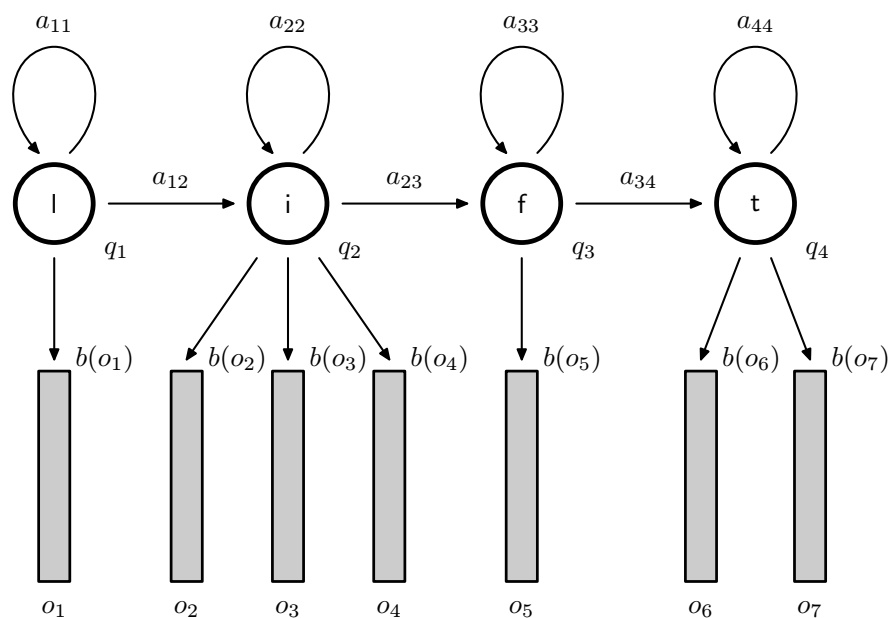 a₁₁ a₂₂ a₃₃ a₄₄
l a₁₂ i a₂₃ f a₃₄ t
q₁ q₂ q₃ q₄
b(o₁) b(o₂) b(o₃) b(o₄) b(o₅) b(o₆) b(o₇)
o₁ o₂ o₃ o₄ o₅ o₆ o₇